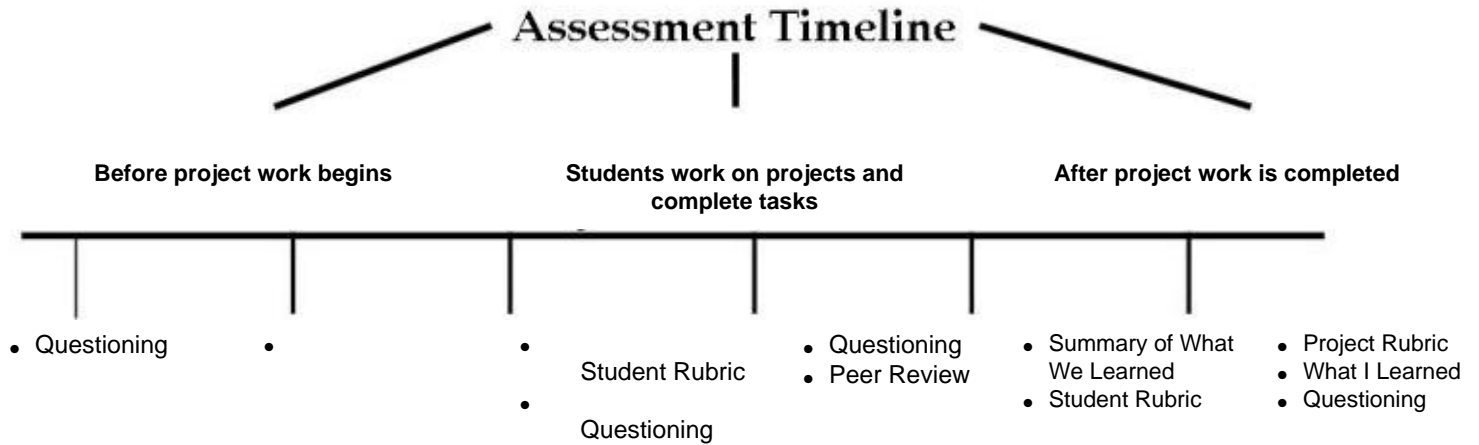 Assessment Timeline
Before project work begins
Students work on projects and
complete tasks
After project work is completed
• Questioning
•
•
Student Rubric
•
Questioning
• Questioning
• Peer Review
• Summary of What
We Learned
• Student Rubric
• Project Rubric
• What I Learned
• Questioning